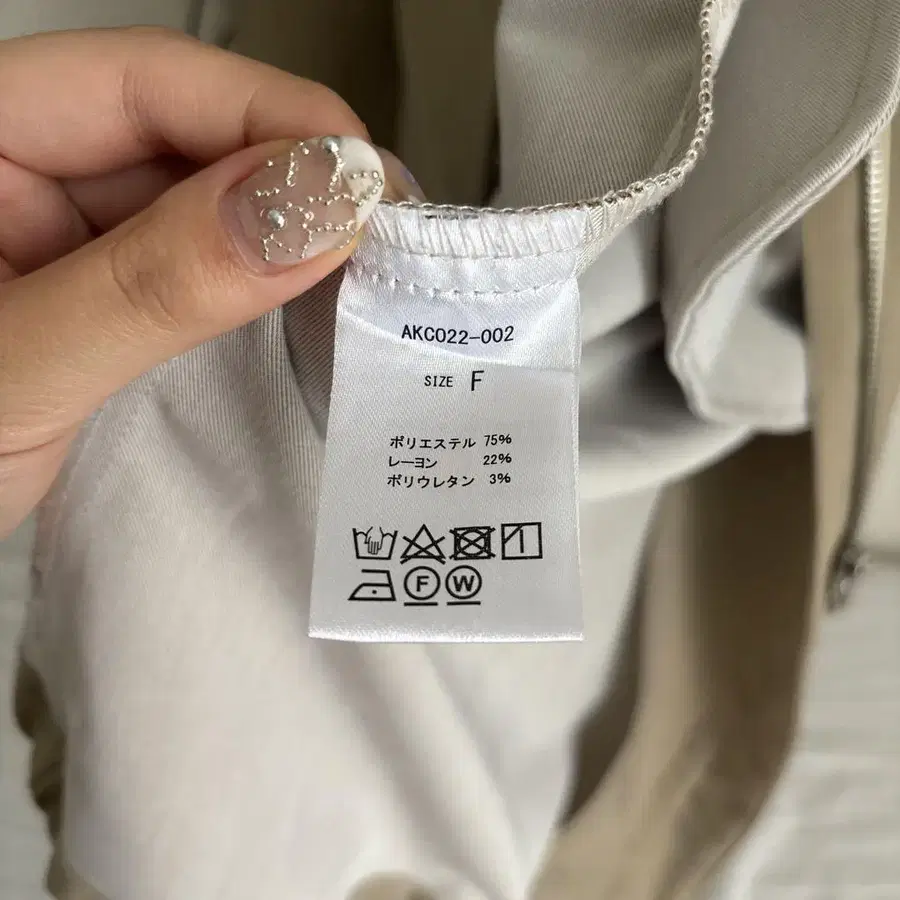 AKC022-002
SIZE F
ポリエステル 75%
レーヨン 22%
ポリウレタン 3%
F W